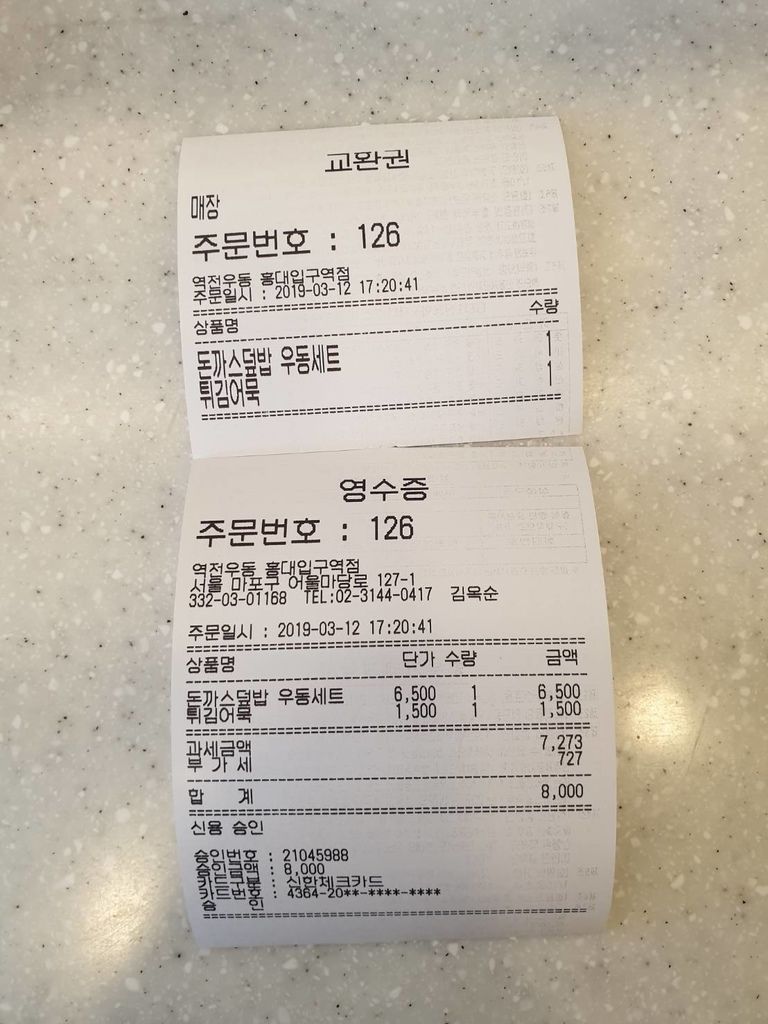 교환권
매장
주문번호 : 126
역전우동 홍대입구역점
주문일시 : 2019-03-12 17:20:41
상품명 수량
돈까스덮밥 우동세트 1
튀김어묵 1
영수증
주문번호 : 126
역전우동 홍대입구역점
서울 마포구 어울마당로 127-1
332-03-01168 TEL:02-3144-0417 김옥순
주문일시 : 2019-03-12 17:20:41
상품명 단가 수량 금액
돈까스덮밥 우동세트 6,500 1 6,500
튀김어묵 1,500 1 1,500
과세금액 7,273
부 가 세 727
합 계 8,000
신용 승인
승인번호 : 21045988
승인금액 : 8,000
카드구분 : 신한체크카드
카드번호 : 4364-20**-****-****
승 인